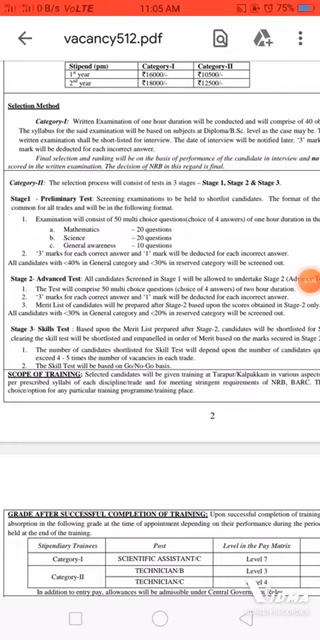 0 B/s VoLTE 11:05 AM 75%
vacancy512.pdf
Stipend (pm) Category-I Category-II
1st year ₹16000/- ₹10500/-
2nd year ₹18000/- ₹12500/-
Selection Method
Category-I: Written Examination of one hour duration will be conducted and will comprise of 40 ob
The syllabus for the said examination will be based on subjects at Diploma/B.Sc. level as the case may be. T
written examination shall be short-listed for interview. The date of interview will be notified later. '3' mark
mark will be deducted for each incorrect answer.
Final selection and ranking will be on the basis of performance of the candidate in interview and no
scored in the written examination. The decision of NRB in this regard is final.
Category-II: The selection process will consist of tests in 3 stages – Stage 1, Stage 2 & Stage 3.
Stage1 - Preliminary Test: Screening examinations to be held to shortlist candidates. The format of the
common for all trades and will be in the following format.
1. Examination will consist of 50 multi choice questions(choice of 4 answers) of one hour duration in the
a. Mathematics – 20 questions
b. Science – 20 questions
c. General awareness – 10 questions
2. '3' marks for each correct answer and '1' mark will be deducted for each incorrect answer.
All candidates with <40% in General category and <30% in reserved category will be screened out.
Stage 2- Advanced Test: All candidates Screened in Stage 1 will be allowed to undertake Stage 2
1. The Test will comprise 50 multi choice questions (choice of 4 answers) of two hour duration.
2. '3' marks for each correct answer and '1' mark will be deducted for each incorrect answer.
3. Merit List of candidates will be prepared after Stage-2 based upon the scores obtained in Stage-2 only.
All candidates with <30% in General category and <20% in reserved category will be screened out.
Stage 3- Skills Test : Based upon the Merit List prepared after Stage-2, candidates will be shortlisted for S
clearing the skill test will be shortlisted and empanelled in order of Merit based on the marks secured in Stage 2
1. The number of candidates shortlisted for Skill Test will depend upon the number of candidates qu
exceed 4 - 5 times the number of vacancies in each trade.
2. The Skill Test will be based on Go/No-Go basis.
SCOPE OF TRAINING: Selected candidates will be given training at Tarapur/Kalpakkam in various aspects
per prescribed syllabi of each discipline/trade and for meeting stringent requirements of NRB, BARC. T
choice/option for any particular training programme/training place.
2
GRADE AFTER SUCCESSFUL COMPLETION OF TRAINING: Upon successful completion of training
absorption in the following grade at the time of appointment depending on their performance during the perio
held at the end of the training.
Stipendiary Trainees Post Level in the Pay Matrix
Category-I SCIENTIFIC ASSISTANT/C Level 7
Category-II TECHNICIAN/B Level 3
TECHNICIAN/C Level 4
In addition to entry pay, allowances will be admissible under Central Government Rules.